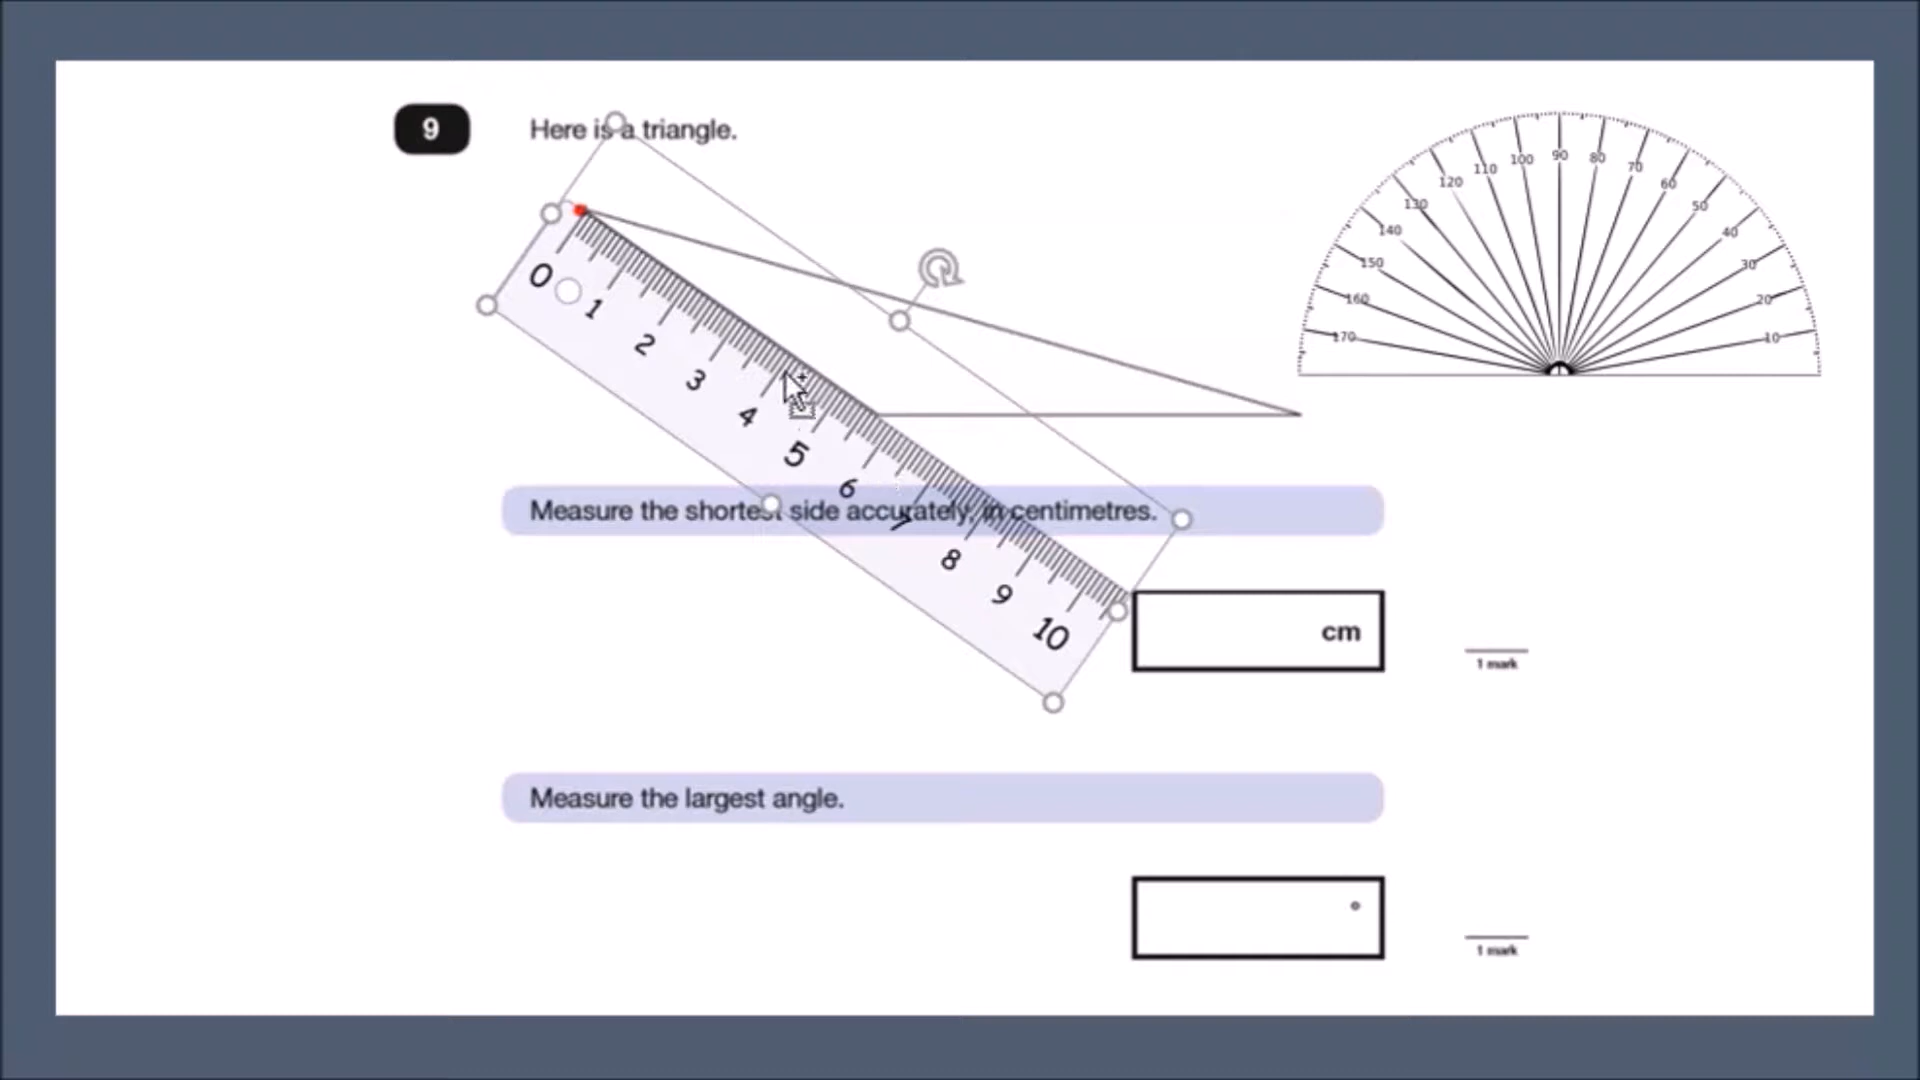 9
Here is a triangle.
0 1 2 3 4 5 6 7 8 9 10
170 160 150 140 130 120 110 100 90 80 70 60 50 40 30 20 10
Measure the shortest side accurately, in centimetres.
cm
1 mark
Measure the largest angle.
°
1 mark